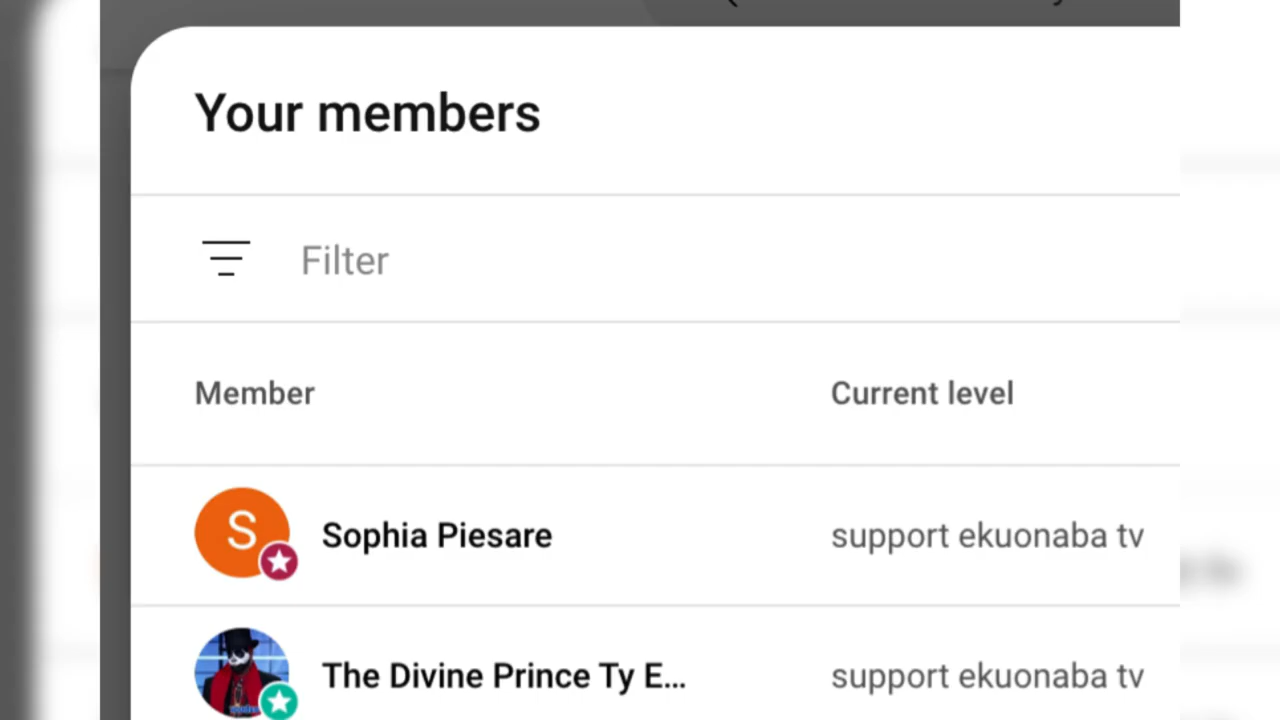 Your members
Filter
Member Current level
S Sophia Piesare support ekuonaba tv
The Divine Prince Ty E... support ekuonaba tv